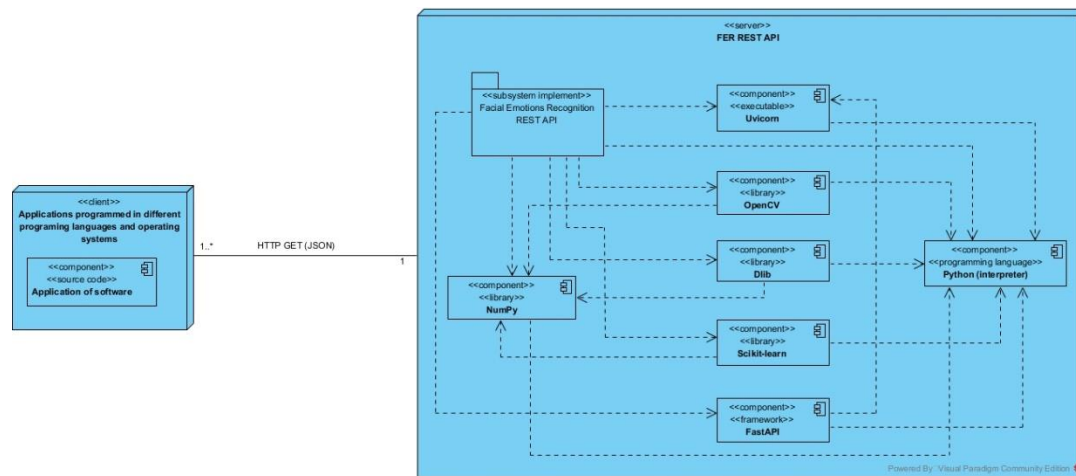 <<server>>
FER REST API
<<subsystem implement>>
Facial Emotions Recognition
REST API
<<component>>
<<executable>>
Uvicorn
<<component>>
<<library>>
OpenCV
<<client>>
Applications programmed in different
programing languages and operating
systems
<<component>>
<<source code>>
Application of software
1..*
HTTP GET (JSON)
1
<<component>>
<<library>>
Dlib
<<component>>
<<programming language>>
Python (interpreter)
<<component>>
<<library>>
NumPy
<<component>>
<<library>>
Scikit-learn
<<component>>
<<framework>>
FastAPI
Powered By Visual Paradigm Community Edition